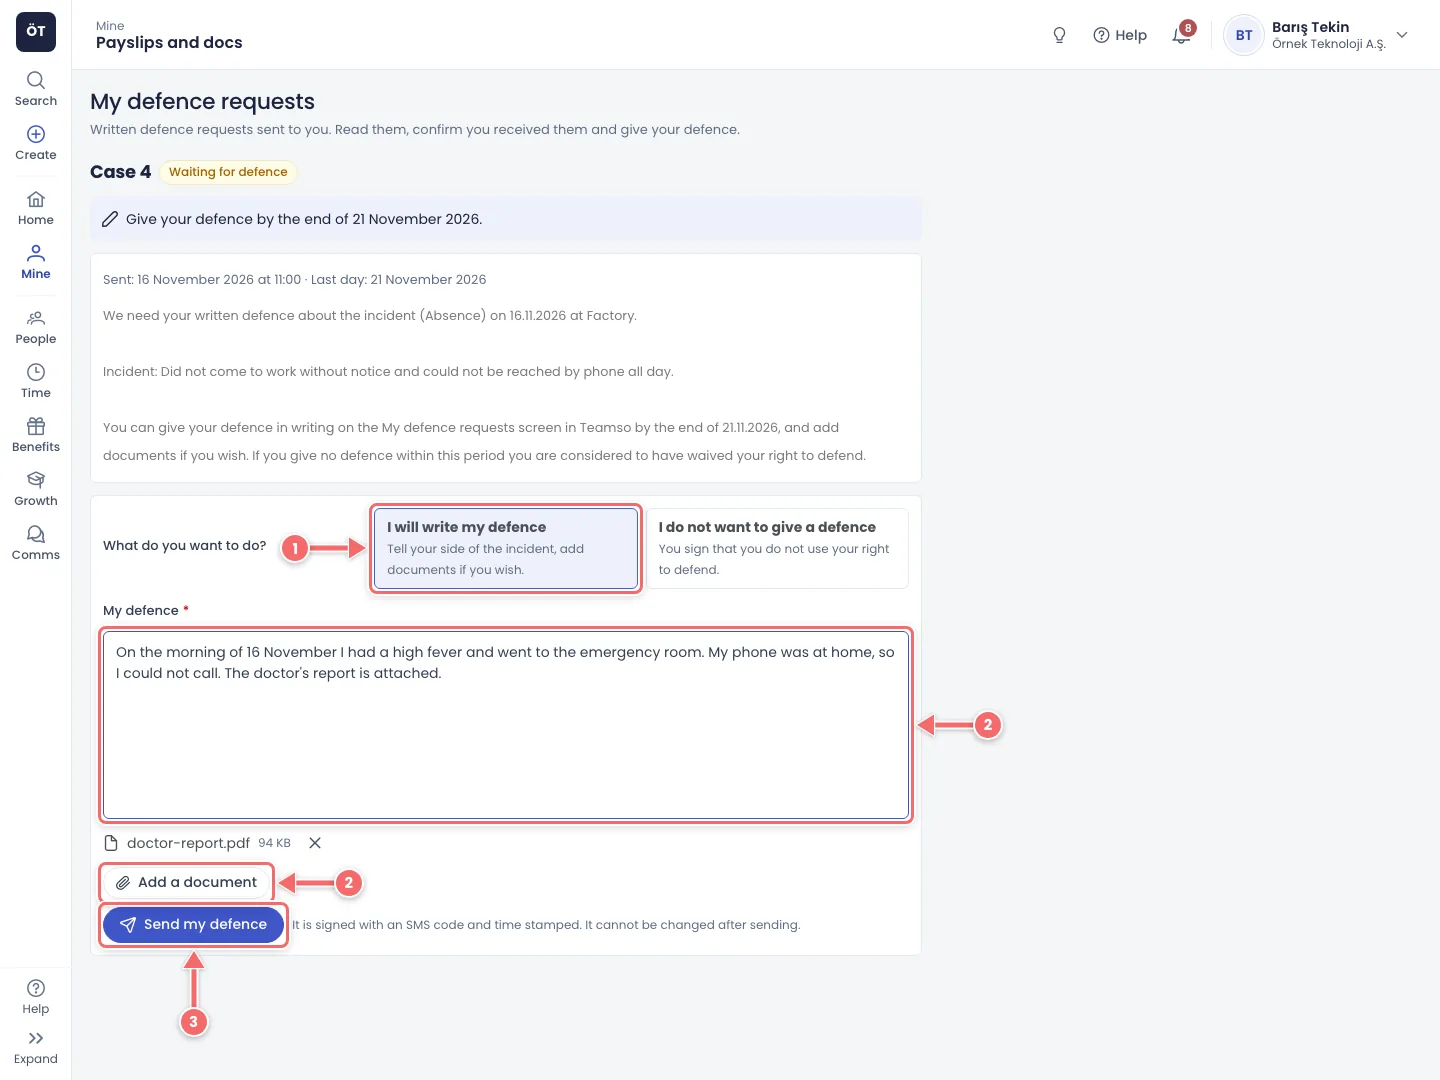 ÖT
Search
Create
Home
Mine
People
Time
Benefits
Growth
Comms
Help
Expand
Mine
Payslips and docs
Help
8
BT
Barış Tekin
Örnek Teknoloji A.Ş.
My defence requests
Written defence requests sent to you. Read them, confirm you received them and give your defence.
Case 4
Waiting for defence
Give your defence by the end of 21 November 2026.
Sent: 16 November 2026 at 11:00 · Last day: 21 November 2026
We need your written defence about the incident (Absence) on 16.11.2026 at Factory.
Incident: Did not come to work without notice and could not be reached by phone all day.
You can give your defence in writing on the My defence requests screen in Teamso by the end of 21.11.2026, and add
documents if you wish. If you give no defence within this period you are considered to have waived your right to defend.
What do you want to do?
1
I will write my defence
Tell your side of the incident, add
documents if you wish.
I do not want to give a defence
You sign that you do not use your right
to defend.
My defence *
On the morning of 16 November I had a high fever and went to the emergency room. My phone was at home, so
I could not call. The doctor's report is attached.
2
doctor-report.pdf 94 KB
Add a document
2
Send my defence
It is signed with an SMS code and time stamped. It cannot be changed after sending.
3